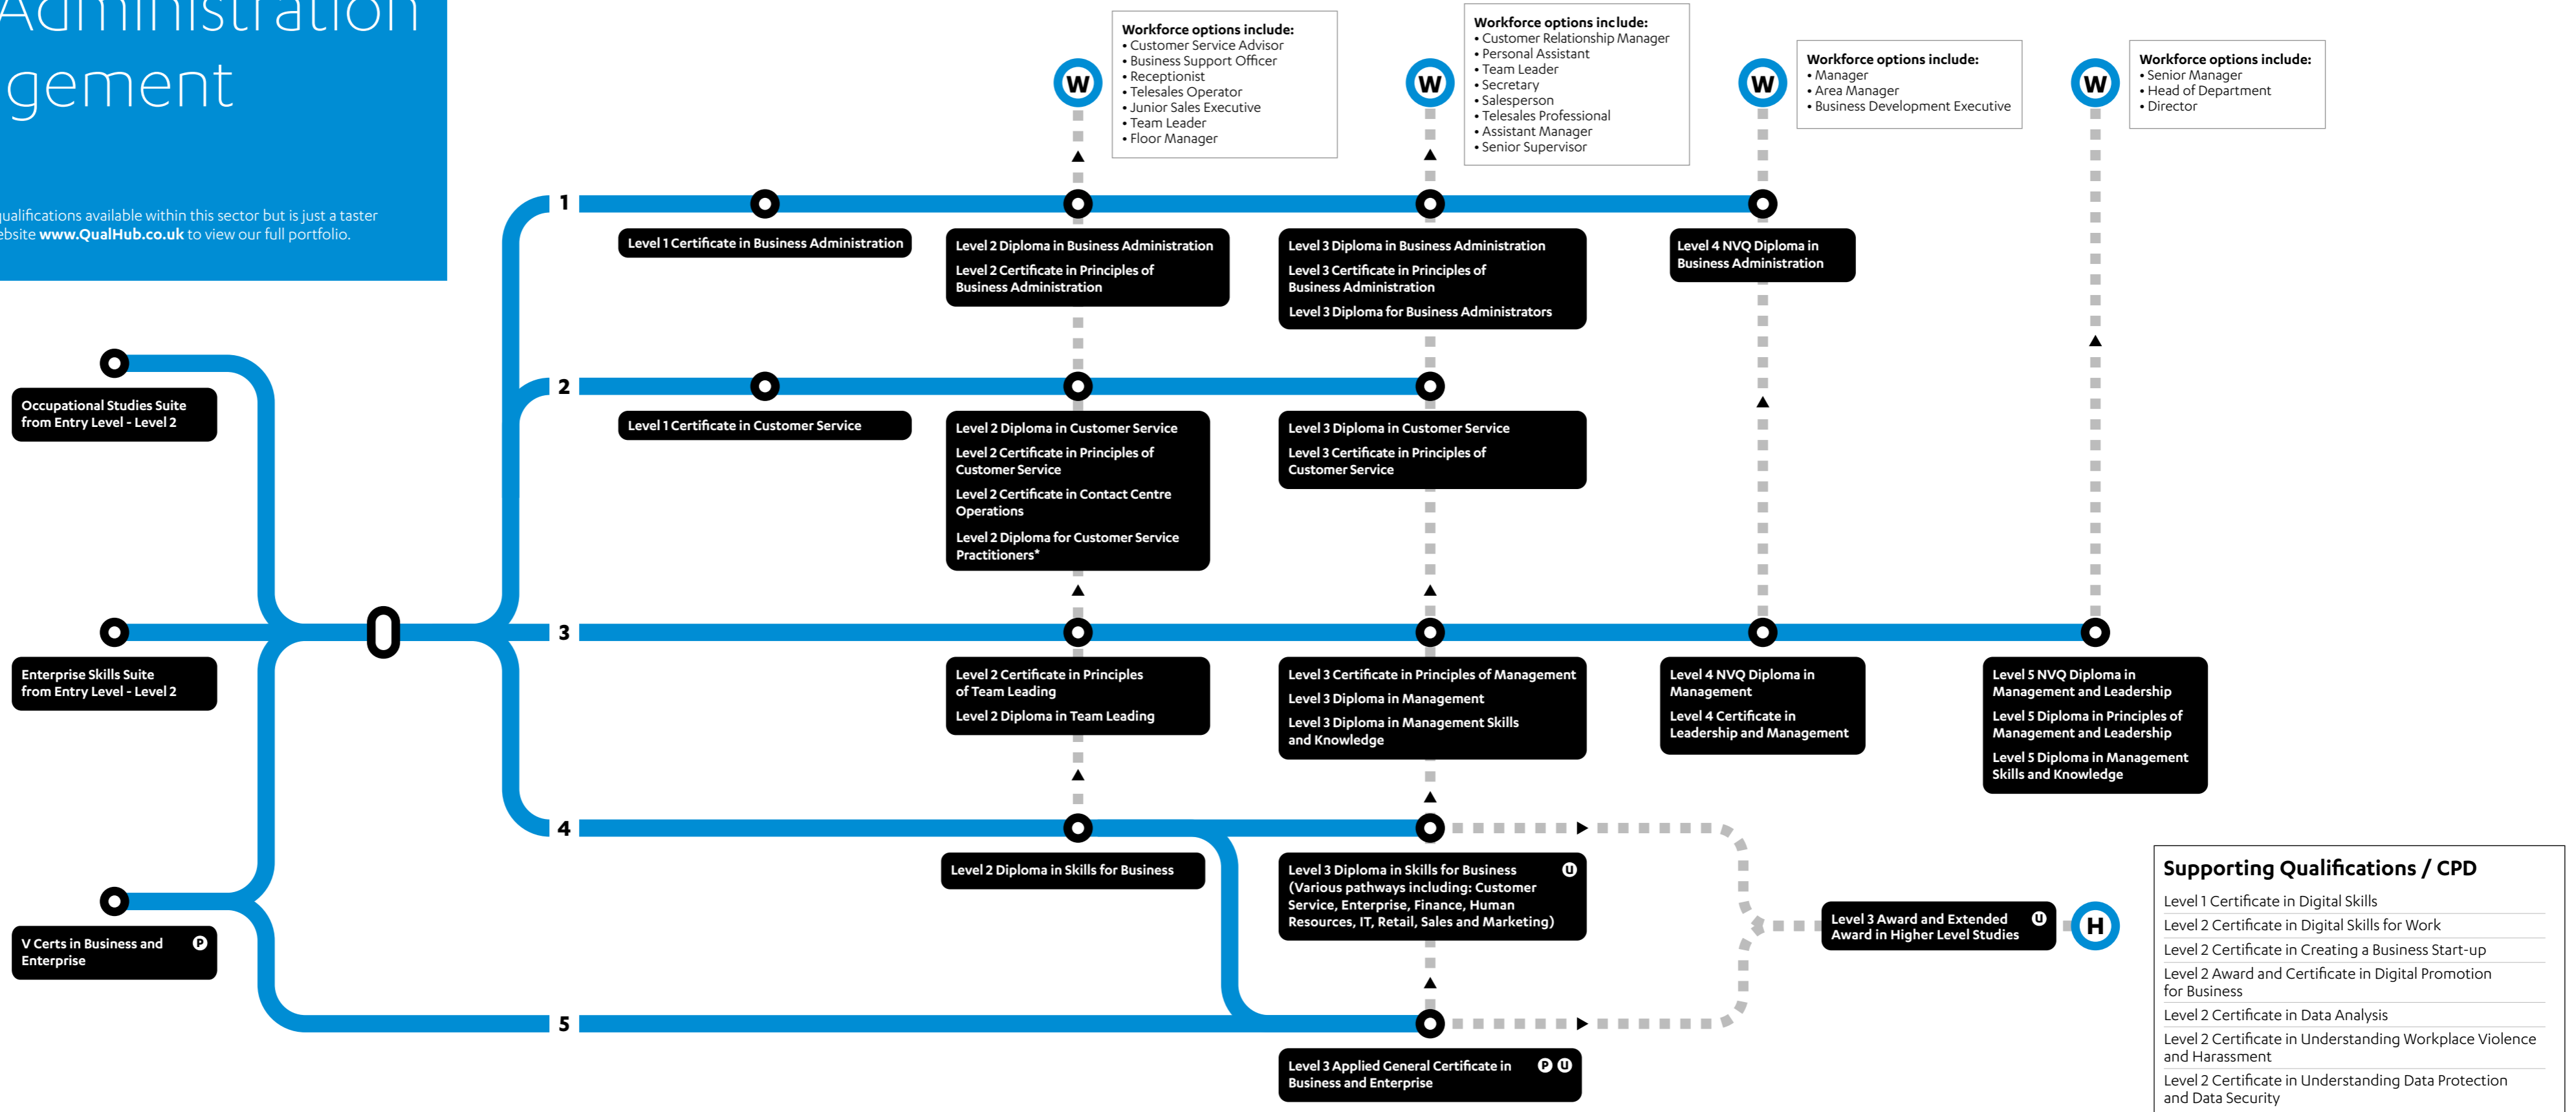 Administration
gement
qualifications available within this sector but is just a taster
ebsite www.QualHub.co.uk to view our full portfolio.
W
Workforce options include:
• Customer Service Advisor
• Business Support Officer
• Receptionist
• Telesales Operator
• Junior Sales Executive
• Team Leader
• Floor Manager
W
Workforce options include:
• Customer Relationship Manager
• Personal Assistant
• Team Leader
• Secretary
• Salesperson
• Telesales Professional
• Assistant Manager
• Senior Supervisor
W
Workforce options include:
• Manager
• Area Manager
• Business Development Executive
W
Workforce options include:
• Senior Manager
• Head of Department
• Director
1
Level 1 Certificate in Business Administration
Level 2 Diploma in Business Administration
Level 2 Certificate in Principles of
Business Administration
Level 3 Diploma in Business Administration
Level 3 Certificate in Principles of
Business Administration
Level 3 Diploma for Business Administrators
Level 4 NVQ Diploma in
Business Administration
Occupational Studies Suite
from Entry Level - Level 2
2
Level 1 Certificate in Customer Service
Level 2 Diploma in Customer Service
Level 2 Certificate in Principles of
Customer Service
Level 2 Certificate in Contact Centre
Operations
Level 2 Diploma for Customer Service
Practitioners*
Level 3 Diploma in Customer Service
Level 3 Certificate in Principles of
Customer Service
Enterprise Skills Suite
from Entry Level - Level 2
3
Level 2 Certificate in Principles
of Team Leading
Level 2 Diploma in Team Leading
Level 3 Certificate in Principles of Management
Level 3 Diploma in Management
Level 3 Diploma in Management Skills
and Knowledge
Level 4 NVQ Diploma in
Management
Level 4 Certificate in
Leadership and Management
Level 5 NVQ Diploma in
Management and Leadership
Level 5 Diploma in Principles of
Management and Leadership
Level 5 Diploma in Management
Skills and Knowledge
4
Level 2 Diploma in Skills for Business
Level 3 Diploma in Skills for Business U
(Various pathways including: Customer
Service, Enterprise, Finance, Human
Resources, IT, Retail, Sales and Marketing)
V Certs in Business and P
Enterprise
Level 3 Award and Extended U
Award in Higher Level Studies
H
5
Level 3 Applied General Certificate in P U
Business and Enterprise
Supporting Qualifications / CPD
Level 1 Certificate in Digital Skills
Level 2 Certificate in Digital Skills for Work
Level 2 Certificate in Creating a Business Start-up
Level 2 Award and Certificate in Digital Promotion
for Business
Level 2 Certificate in Data Analysis
Level 2 Certificate in Understanding Workplace Violence
and Harassment
Level 2 Certificate in Understanding Data Protection
and Data Security